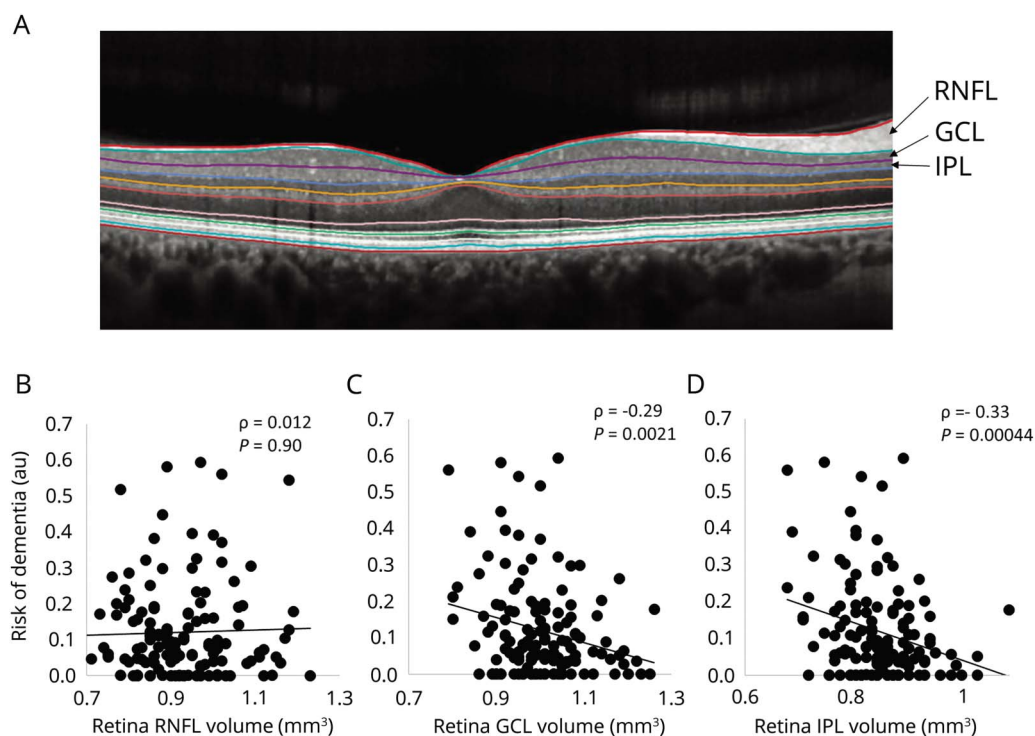 A
RNFL
GCL
IPL
B
C
D
ρ = 0.012
P = 0.90
ρ = -0.29
P = 0.0021
ρ =- 0.33
P = 0.00044
Risk of dementia (au)
0.7
0.6
0.5
0.4
0.3
0.2
0.1
0.0
0.7
0.9
1.1
1.3
Retina RNFL volume (mm³)
0.7
0.6
0.5
0.4
0.3
0.2
0.1
0.0
0.7
0.9
1.1
1.3
Retina GCL volume (mm³)
0.7
0.6
0.5
0.4
0.3
0.2
0.1
0.0
0.6
0.8
1
Retina IPL volume (mm³)